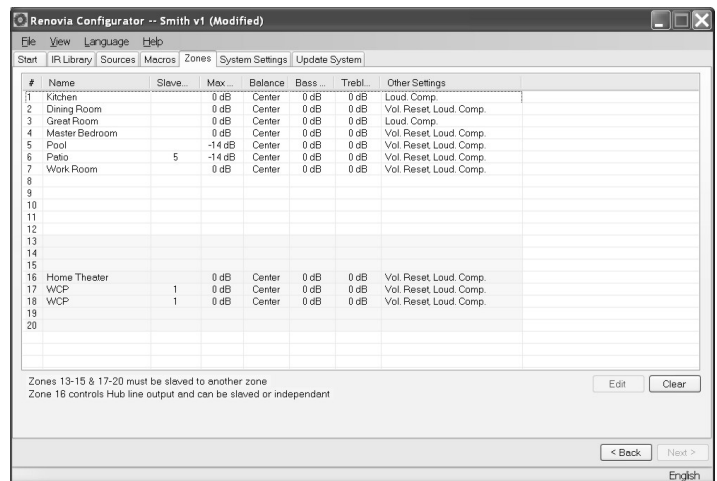 Renovia Configurator -- Smith v1 (Modified)
File View Language Help
Start IR Library Sources Macros Zones System Settings Update System
# Name Slave... Max ... Balance Bass ... Trebl... Other Settings
1 Kitchen 0 dB Center 0 dB 0 dB Loud. Comp.
2 Dining Room 0 dB Center 0 dB 0 dB Vol. Reset, Loud. Comp.
3 Great Room 0 dB Center 0 dB 0 dB Loud. Comp.
4 Master Bedroom 0 dB Center 0 dB 0 dB Vol. Reset, Loud. Comp.
5 Pool -14 dB Center 0 dB 0 dB Vol. Reset, Loud. Comp.
6 Patio 5 -14 dB Center 0 dB 0 dB Vol. Reset, Loud. Comp.
7 Work Room 0 dB Center 0 dB 0 dB Vol. Reset, Loud. Comp.
8
9
10
11
12
13
14
15
16 Home Theater 0 dB Center 0 dB 0 dB Vol. Reset, Loud. Comp.
17 WCP 1 0 dB Center 0 dB 0 dB Vol. Reset, Loud. Comp.
18 WCP 1 0 dB Center 0 dB 0 dB Vol. Reset, Loud. Comp.
19
20
Zones 13-15 & 17-20 must be slaved to another zone
Zone 16 controls Hub line output and can be slaved or independant
Edit Clear
< Back Next >
English